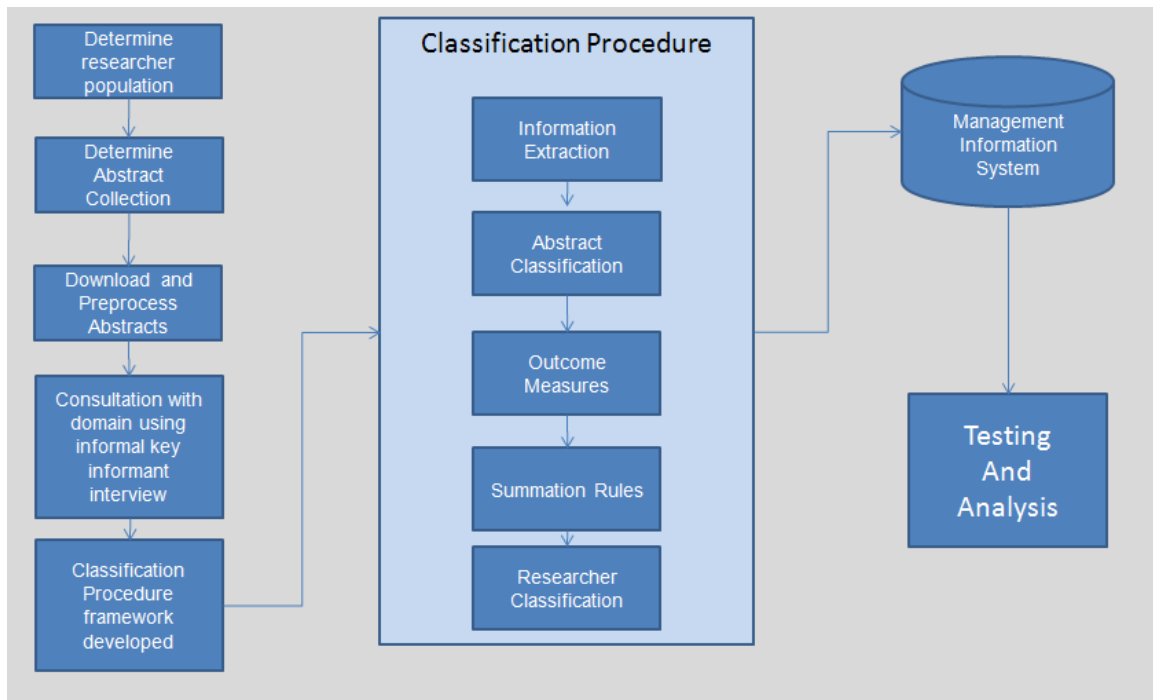 Determine
researcher
population
Determine
Abstract
Collection
Download and
Preprocess
Abstracts
Consultation with
domain using
informal key
informant
interview
Classification
Procedure
framework
developed
Classification Procedure
Information
Extraction
Abstract
Classification
Outcome
Measures
Summation Rules
Researcher
Classification
Management
Information
System
Testing
And
Analysis